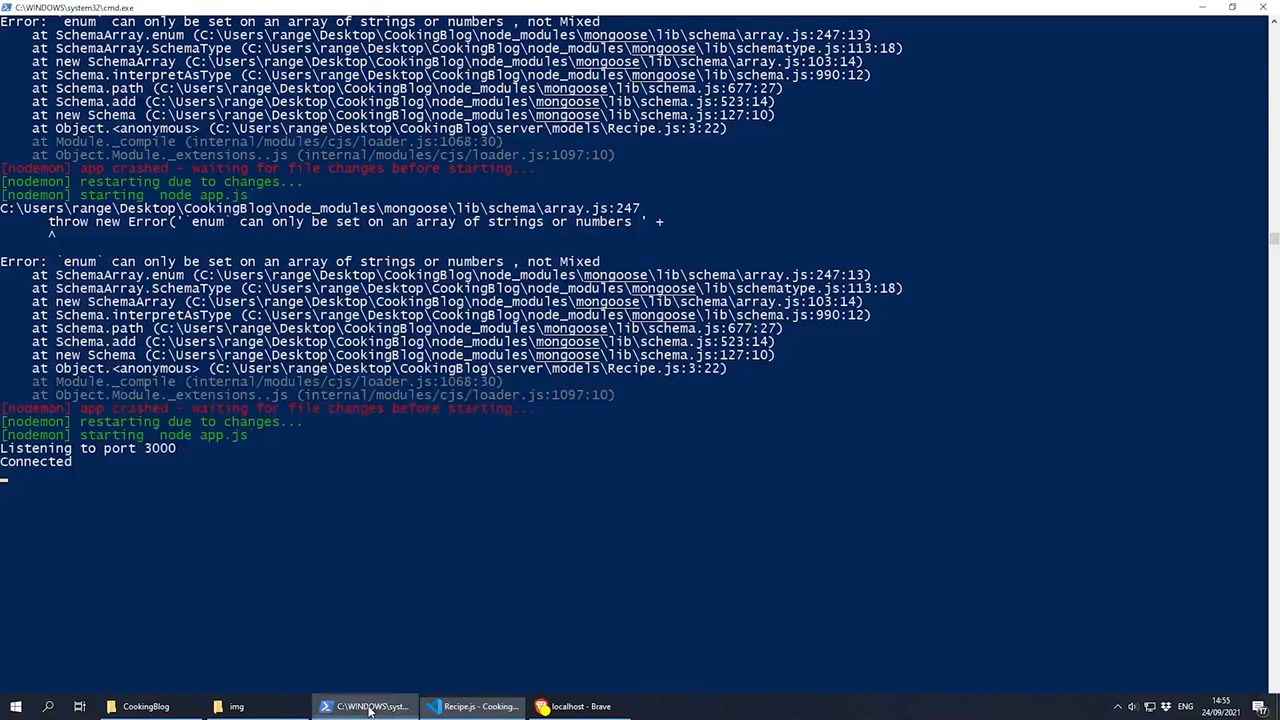 C:\WINDOWS\system32\cmd.exe
Error: `enum` can only be set on an array of strings or numbers , not Mixed
at SchemaArray.enum (C:\Users\range\Desktop\CookingBlog\node_modules\mongoose\lib\schema\array.js:247:13)
at SchemaArray.SchemaType (C:\Users\range\Desktop\CookingBlog\node_modules\mongoose\lib\schematype.js:113:18)
at new SchemaArray (C:\Users\range\Desktop\CookingBlog\node_modules\mongoose\lib\schema\array.js:103:14)
at Schema.interpretAsType (C:\Users\range\Desktop\CookingBlog\node_modules\mongoose\lib\schema.js:990:12)
at Schema.path (C:\Users\range\Desktop\CookingBlog\node_modules\mongoose\lib\schema.js:677:27)
at Schema.add (C:\Users\range\Desktop\CookingBlog\node_modules\mongoose\lib\schema.js:523:14)
at new Schema (C:\Users\range\Desktop\CookingBlog\node_modules\mongoose\lib\schema.js:127:10)
at Object.<anonymous> (C:\Users\range\Desktop\CookingBlog\server\models\Recipe.js:3:22)
at Module._compile (internal/modules/cjs/loader.js:1068:30)
at Object.Module._extensions..js (internal/modules/cjs/loader.js:1097:10)
[nodemon] app crashed - waiting for file changes before starting...
[nodemon] restarting due to changes...
[nodemon] starting `node app.js`
C:\Users\range\Desktop\CookingBlog\node_modules\mongoose\lib\schema\array.js:247
throw new Error('`enum` can only be set on an array of strings or numbers ' +
^
Error: `enum` can only be set on an array of strings or numbers , not Mixed
at SchemaArray.enum (C:\Users\range\Desktop\CookingBlog\node_modules\mongoose\lib\schema\array.js:247:13)
at SchemaArray.SchemaType (C:\Users\range\Desktop\CookingBlog\node_modules\mongoose\lib\schematype.js:113:18)
at new SchemaArray (C:\Users\range\Desktop\CookingBlog\node_modules\mongoose\lib\schema\array.js:103:14)
at Schema.interpretAsType (C:\Users\range\Desktop\CookingBlog\node_modules\mongoose\lib\schema.js:990:12)
at Schema.path (C:\Users\range\Desktop\CookingBlog\node_modules\mongoose\lib\schema.js:677:27)
at Schema.add (C:\Users\range\Desktop\CookingBlog\node_modules\mongoose\lib\schema.js:523:14)
at new Schema (C:\Users\range\Desktop\CookingBlog\node_modules\mongoose\lib\schema.js:127:10)
at Object.<anonymous> (C:\Users\range\Desktop\CookingBlog\server\models\Recipe.js:3:22)
at Module._compile (internal/modules/cjs/loader.js:1068:30)
at Object.Module._extensions..js (internal/modules/cjs/loader.js:1097:10)
[nodemon] app crashed - waiting for file changes before starting...
[nodemon] restarting due to changes...
[nodemon] starting `node app.js`
Listening to port 3000
Connected
CookingBlog
img
C:\WINDOWS\syst...
Recipe.js - Cooking...
localhost - Brave
ENG
14:55
24/09/2021
17